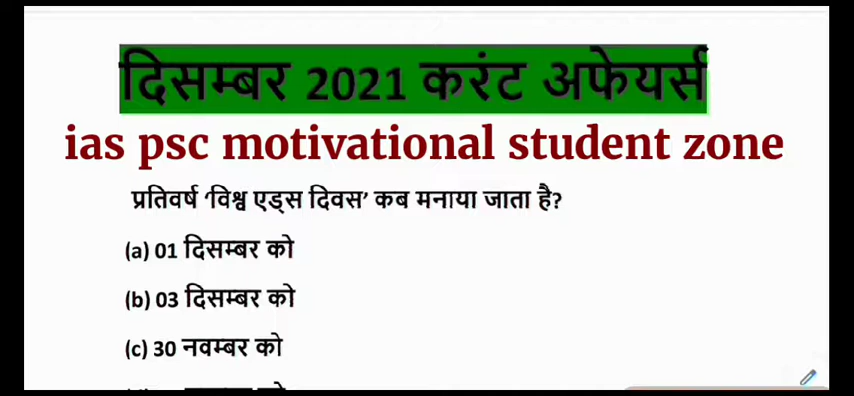 दिसम्बर 2021 करंट अफेयर्स
ias psc motivational student zone
प्रतिवर्ष ‘विश्व एड्स दिवस’ कब मनाया जाता है?
(a) 01 दिसम्बर को
(b) 03 दिसम्बर को
(c) 30 नवम्बर को